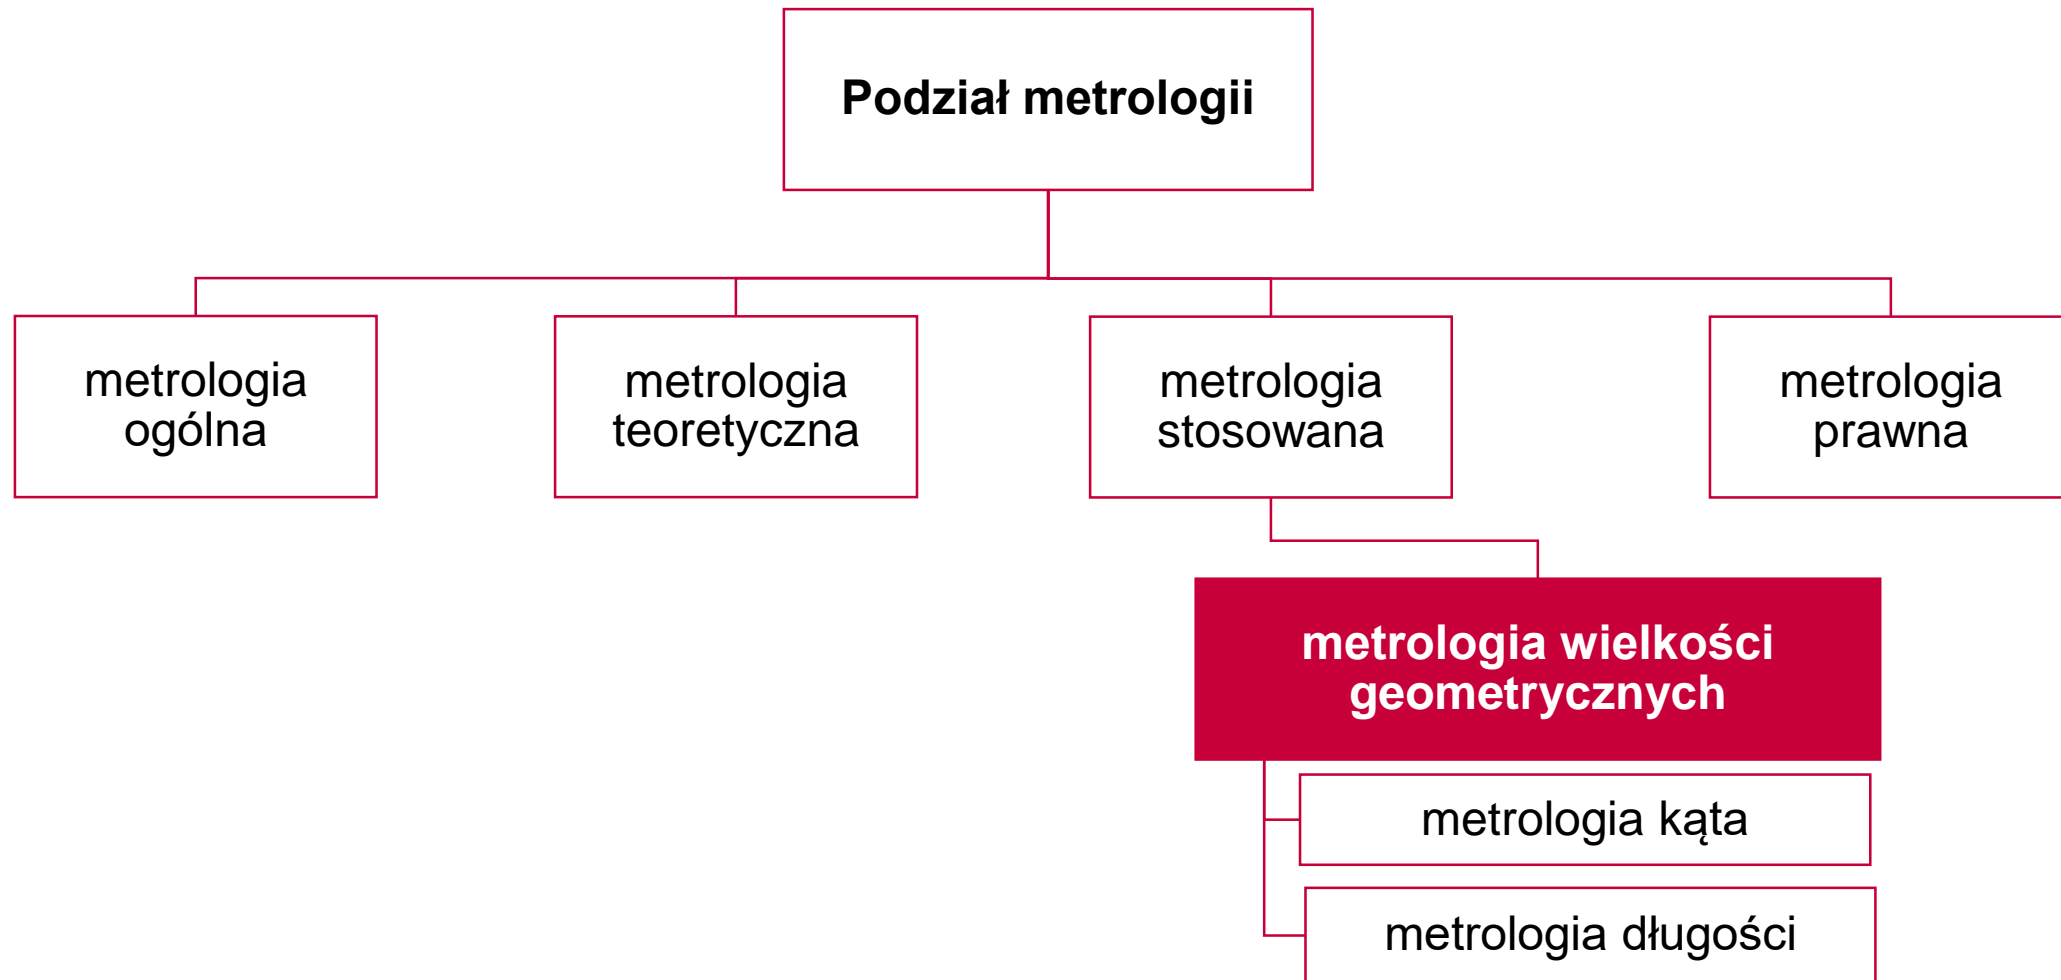 Podział metrologii
metrologia
ogólna
metrologia
teoretyczna
metrologia
stosowana
metrologia
prawna
metrologia wielkości
geometrycznych
metrologia kąta
metrologia długości